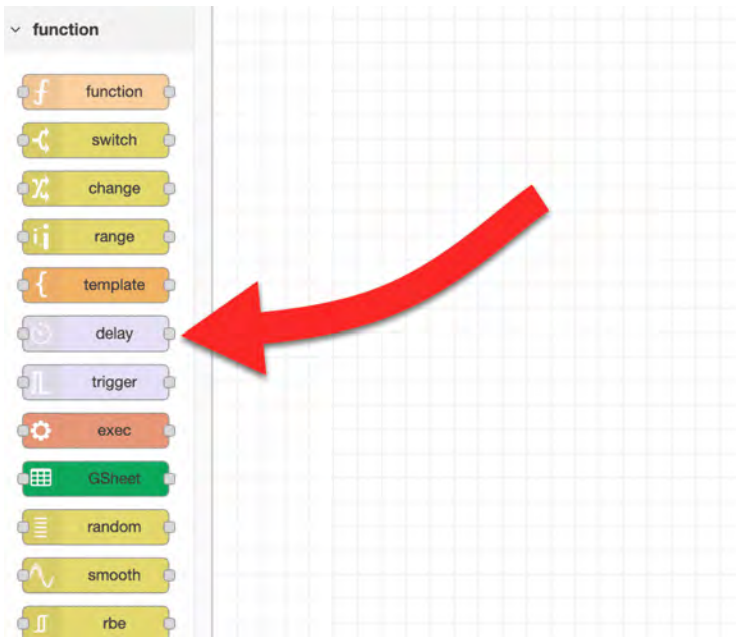 function
function
switch
change
range
template
delay
trigger
exec
GSheet
random
smooth
rbe